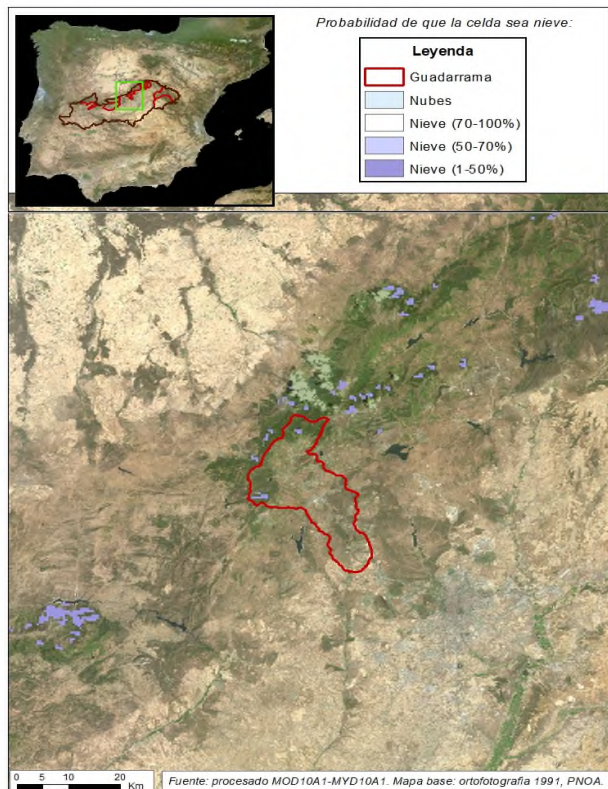 Probabilidad de que la celda sea nieve:
Leyenda
Guadarrama
Nubes
Nieve (70-100%)
Nieve (50-70%)
Nieve (1-50%)
0 5 10 20
Km
Fuente: procesado MOD10A1-MYD10A1. Mapa base: ortofotografia 1991, PNOA.